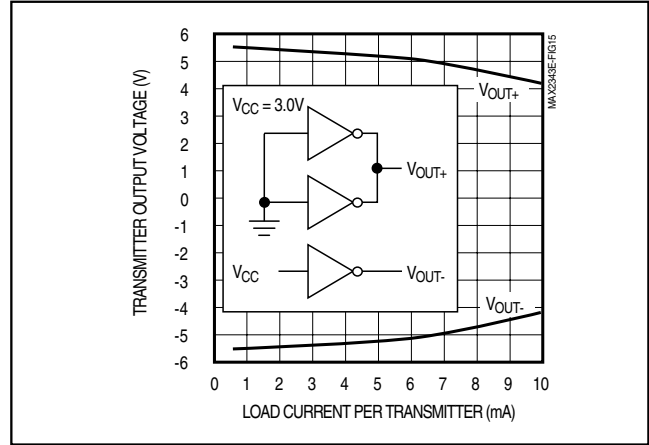 TRANSMITTER OUTPUT VOLTAGE (V)
6
5
4
3
2
1
0
-1
-2
-3
-4
-5
-6
VCC = 3.0V
VOUT+
VOUT+
VCC
VOUT-
VOUT-
MAX2343E-FIG15
0 1 2 3 4 5 6 7 8 9 10
LOAD CURRENT PER TRANSMITTER (mA)